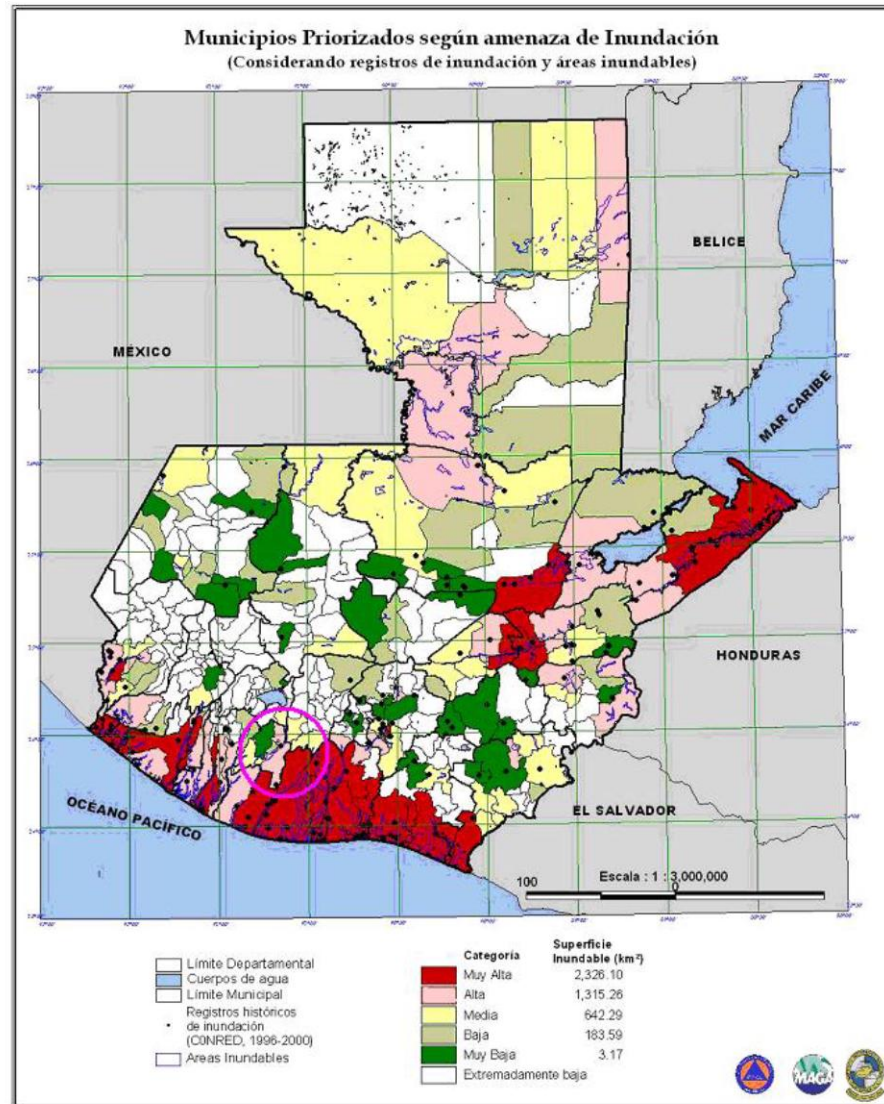 Municipios Priorizados según amenaza de Inundación
(Considerando registros de inundación y áreas inundables)
BELICE
MÉXICO
MAR CARIBE
HONDURAS
EL SALVADOR
OCÉANO PACÍFICO
Escala : 1 : 3,000,000
100
0
Límite Departamental
Cuerpos de agua
Límite Municipal
Registros históricos
de inundación
(C0NRED, 1996-2000)
Areas Inundables
Categoría
Superficie
Inundable (km²)
Muy Alta
2,326.10
Alta
1,315.26
Media
642.29
Baja
183.59
Muy Baja
3.17
Extremadamente baja
MAGA